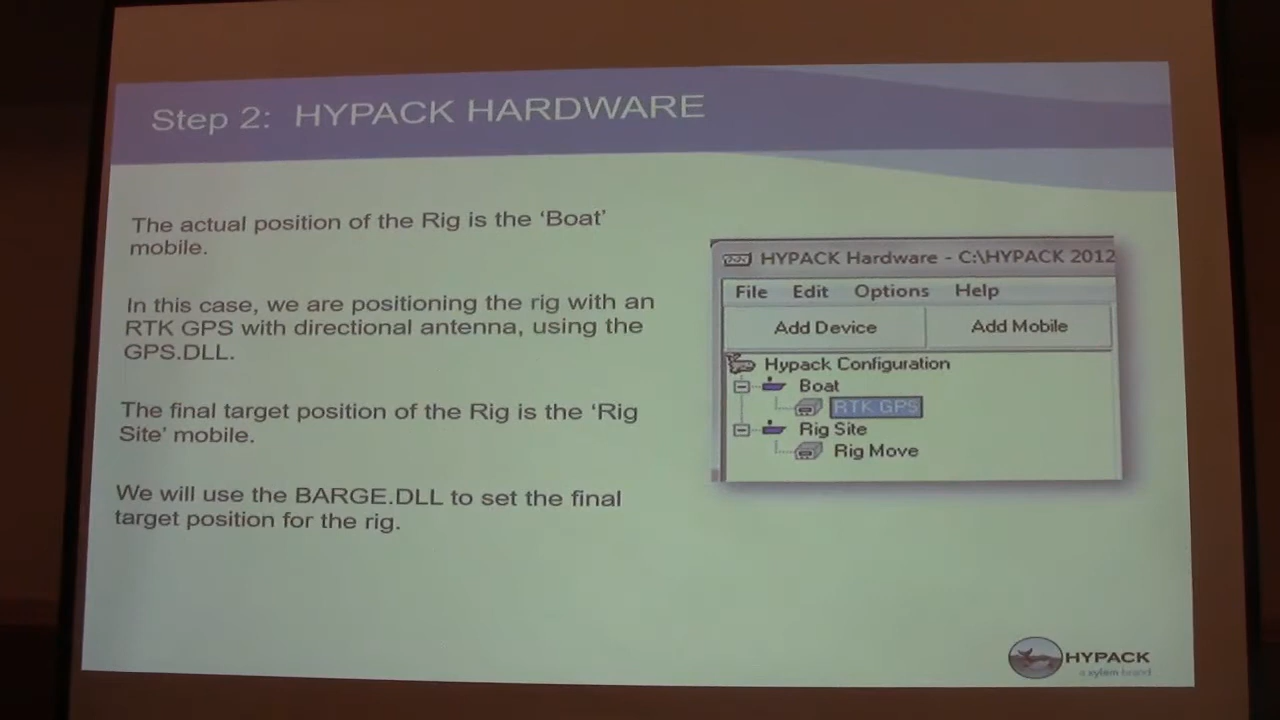 Step 2: HYPACK HARDWARE
The actual position of the Rig is the ‘Boat’
mobile.
In this case, we are positioning the rig with an
RTK GPS with directional antenna, using the
GPS.DLL.
The final target position of the Rig is the ‘Rig
Site’ mobile.
We will use the BARGE.DLL to set the final
target position for the rig.
HYPACK Hardware - C:\HYPACK 2012
File Edit Options Help
Add Device Add Mobile
Hypack Configuration
Boat
RTK GPS
Rig Site
Rig Move
HYPACK
a xylem brand